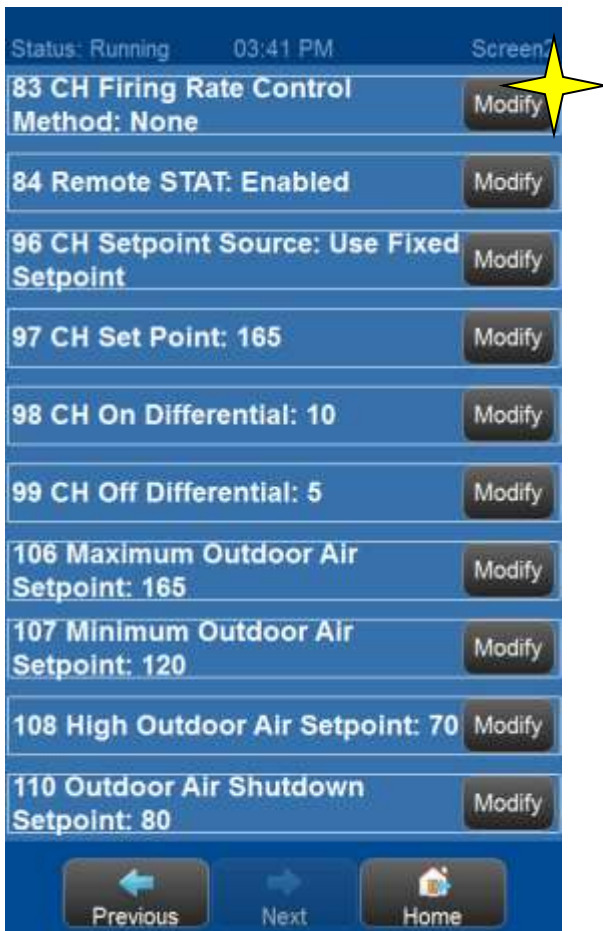 Status: Running 03:41 PM Screen2
83 CH Firing Rate Control
Method: None
Modify
84 Remote STAT: Enabled
Modify
96 CH Setpoint Source: Use Fixed
Setpoint
Modify
97 CH Set Point: 165
Modify
98 CH On Differential: 10
Modify
99 CH Off Differential: 5
Modify
106 Maximum Outdoor Air
Setpoint: 165
Modify
107 Minimum Outdoor Air
Setpoint: 120
Modify
108 High Outdoor Air Setpoint: 70
Modify
110 Outdoor Air Shutdown
Setpoint: 80
Modify
Previous Next Home